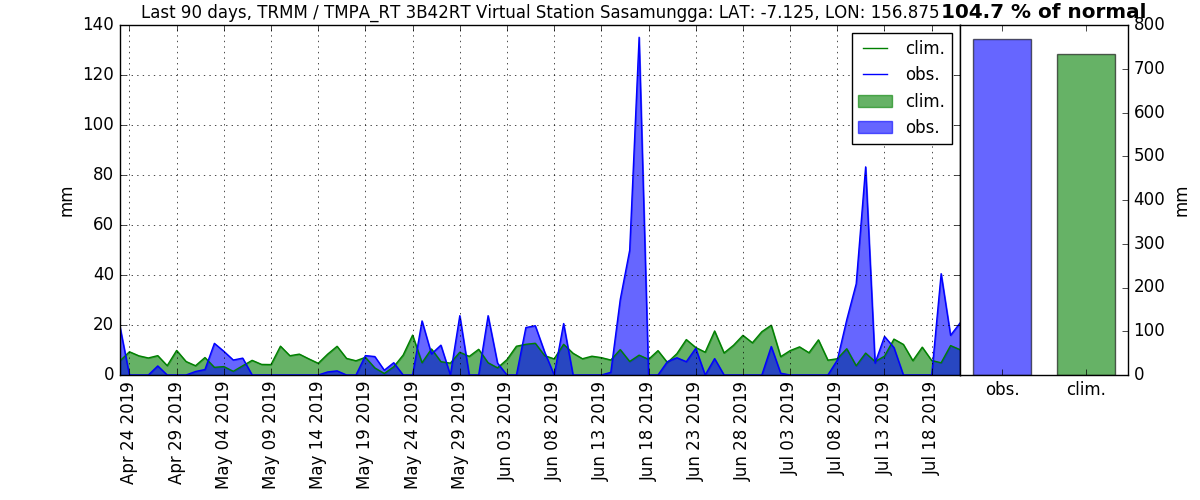 Last 90 days, TRMM / TMPA_RT 3B42RT Virtual Station Sasamungga: LAT: -7.125, LON: 156.875
104.7 % of normal
140
120
100
80
60
40
20
0
mm
clim.
obs.
clim.
obs.
800
700
600
500
400
300
200
100
0
mm
obs.
clim.
Apr 24 2019
Apr 29 2019
May 04 2019
May 09 2019
May 14 2019
May 19 2019
May 24 2019
May 29 2019
Jun 03 2019
Jun 08 2019
Jun 13 2019
Jun 18 2019
Jun 23 2019
Jun 28 2019
Jul 03 2019
Jul 08 2019
Jul 13 2019
Jul 18 2019